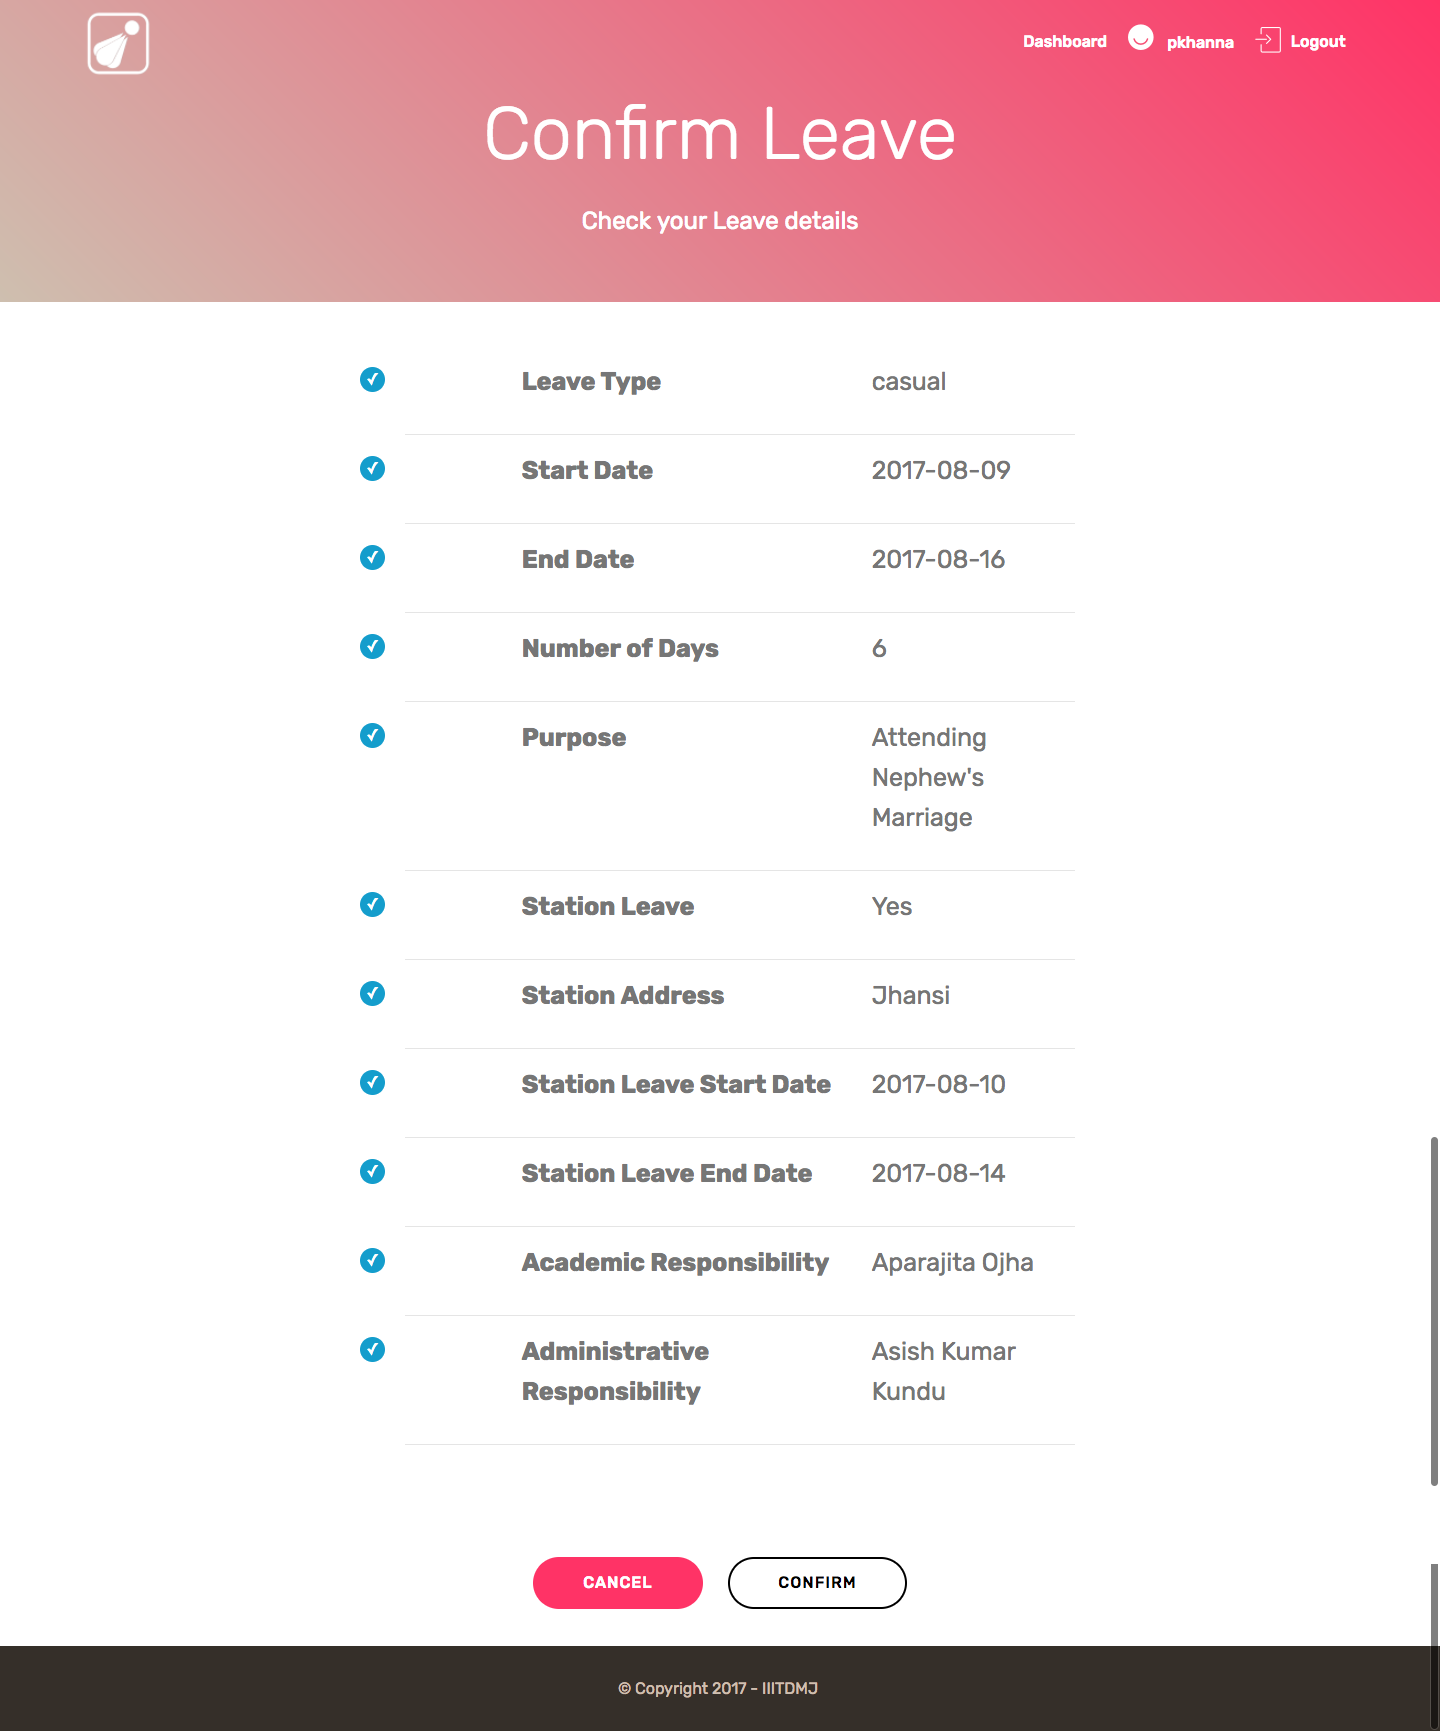 Dashboard pkhanna Logout
Confirm Leave
Check your Leave details
Leave Type casual
Start Date 2017-08-09
End Date 2017-08-16
Number of Days 6
Purpose Attending
Nephew's
Marriage
Station Leave Yes
Station Address Jhansi
Station Leave Start Date 2017-08-10
Station Leave End Date 2017-08-14
Academic Responsibility Aparajita Ojha
Administrative Asish Kumar
Responsibility Kundu
CANCEL CONFIRM
© Copyright 2017 - IIITDMJ